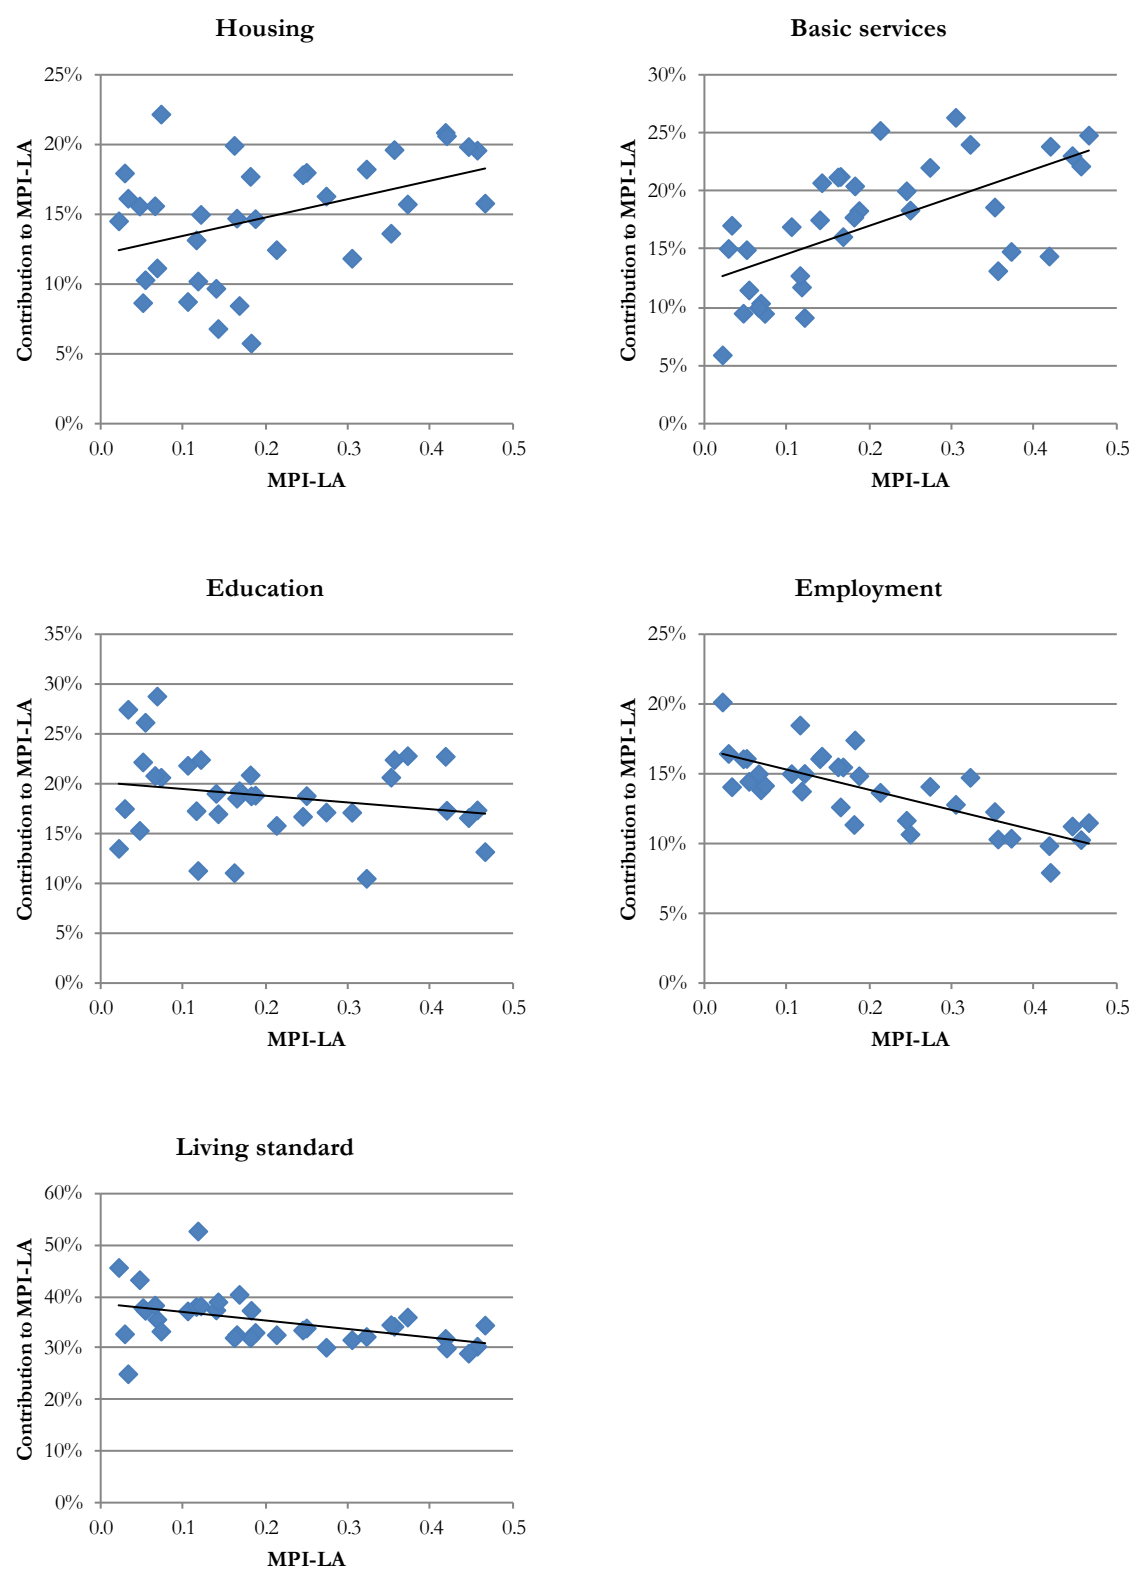 Housing
Contribution to MPI-LA
25%
20%
15%
10%
5%
0%
0.0 0.1 0.2 0.3 0.4 0.5
MPI-LA
Basic services
Contribution to MPI-LA
30%
25%
20%
15%
10%
5%
0%
0.0 0.1 0.2 0.3 0.4 0.5
MPI-LA
Education
Contribution to MPI-LA
35%
30%
25%
20%
15%
10%
5%
0%
0.0 0.1 0.2 0.3 0.4 0.5
MPI-LA
Employment
Contribution to MPI-LA
25%
20%
15%
10%
5%
0%
0.0 0.1 0.2 0.3 0.4 0.5
MPI-LA
Living standard
Contribution to MPI-LA
60%
50%
40%
30%
20%
10%
0%
0.0 0.1 0.2 0.3 0.4 0.5
MPI-LA